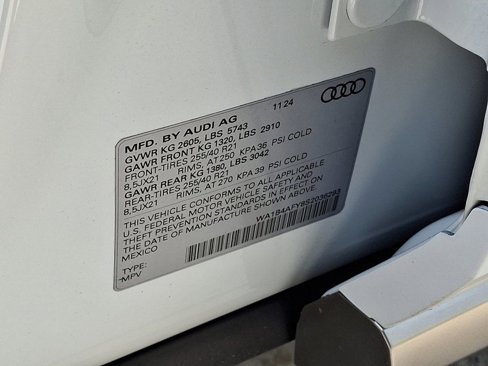 MFD. BY AUDI AG 11 24
GVWR KG 2605, LBS 5743
GAWR FRONT KG 1320, LBS 2910
FRONT-TIRES 255/40 R21
8,5JX21 RIMS, AT 250 KPA 36 PSI COLD
GAWR REAR KG 1380, LBS 3042
REAR-TIRES 255/40 R21
8,5JX21 RIMS, AT 270 KPA 39 PSI COLD
THIS VEHICLE CONFORMS TO ALL APPLICABLE
U.S. FEDERAL MOTOR VEHICLE SAFETY AND
THEFT PREVENTION STANDARDS IN EFFECT ON
THE DATE OF MANUFACTURE SHOWN ABOVE.
MEXICO
WA1B4AFY8S2036293
TYPE:
MPV